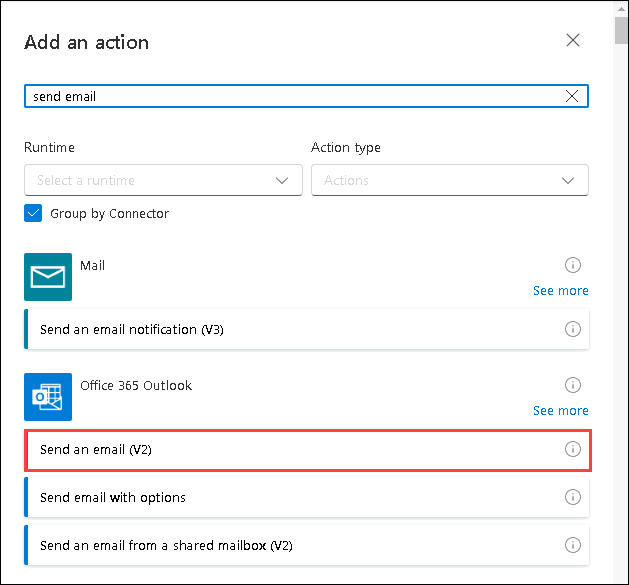 Add an action
send email
Runtime
Action type
Select a runtime
Actions
Group by Connector
Mail
See more
Send an email notification (V3)
Office 365 Outlook
See more
Send an email (V2)
Send email with options
Send an email from a shared mailbox (V2)